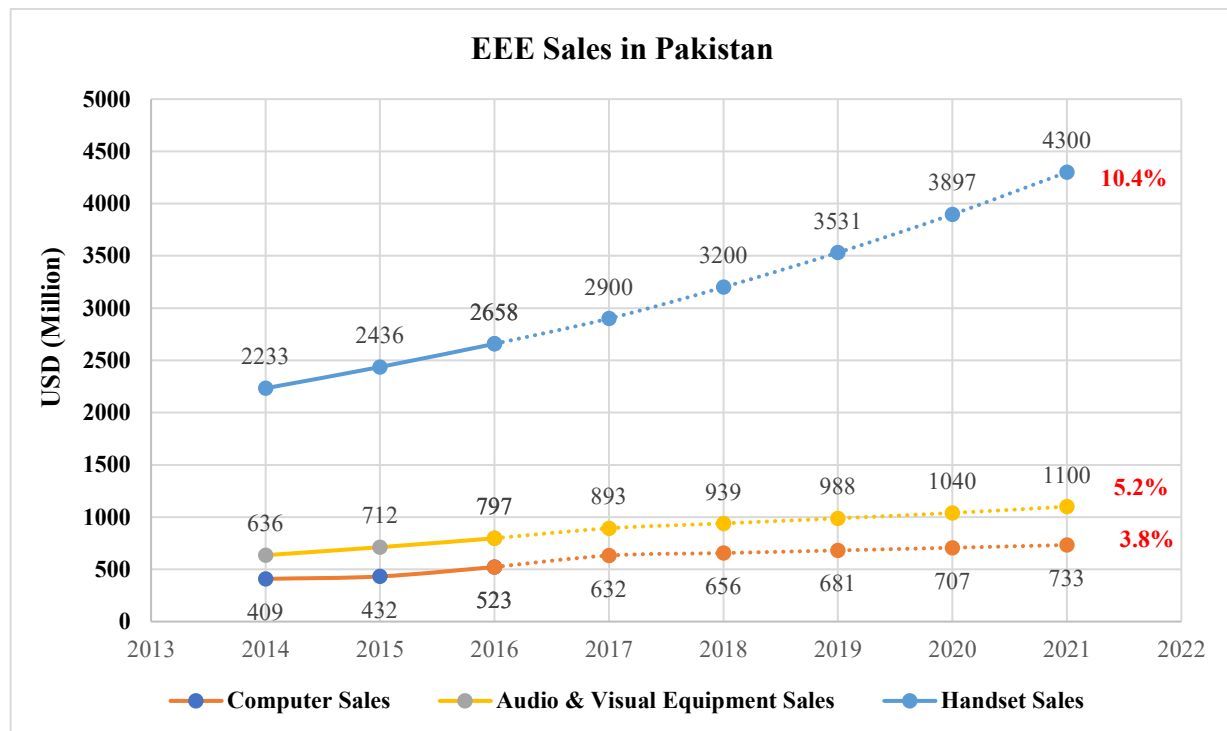 EEE Sales in Pakistan
USD (Million)
5000
4500
4000
3500
3000
2500
2000
1500
1000
500
0
2233 2436 2658 2900 3200 3531 3897 4300
10.4%
636 712 797 893 939 988 1040 1100
5.2%
409 432 523 632 656 681 707 733
3.8%
2013 2014 2015 2016 2017 2018 2019 2020 2021 2022
Computer Sales Audio & Visual Equipment Sales Handset Sales